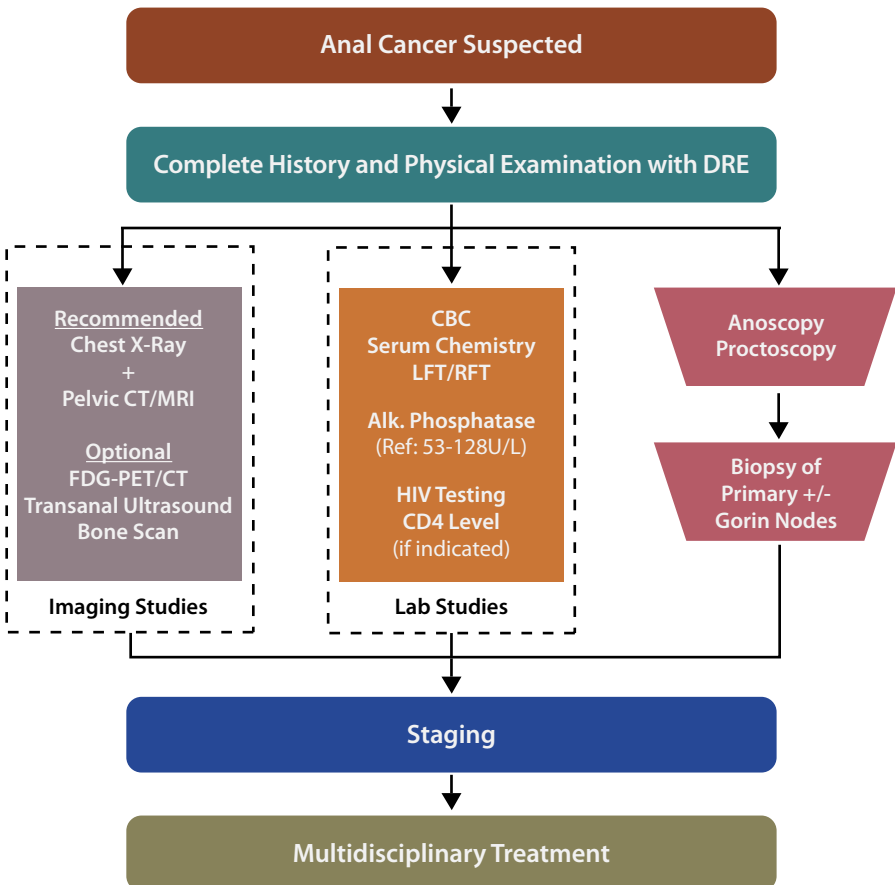 Anal Cancer Suspected
Complete History and Physical Examination with DRE
Recommended
Chest X-Ray
+
Pelvic CT/MRI
Optional
FDG-PET/CT
Transanal Ultrasound
Bone Scan
Imaging Studies
CBC
Serum Chemistry
LFT/RFT
Alk. Phosphatase
(Ref: 53-128U/L)
HIV Testing
CD4 Level
(if indicated)
Lab Studies
Anoscopy
Proctoscopy
Biopsy of
Primary +/-
Gorin Nodes
Staging
Multidisciplinary Treatment